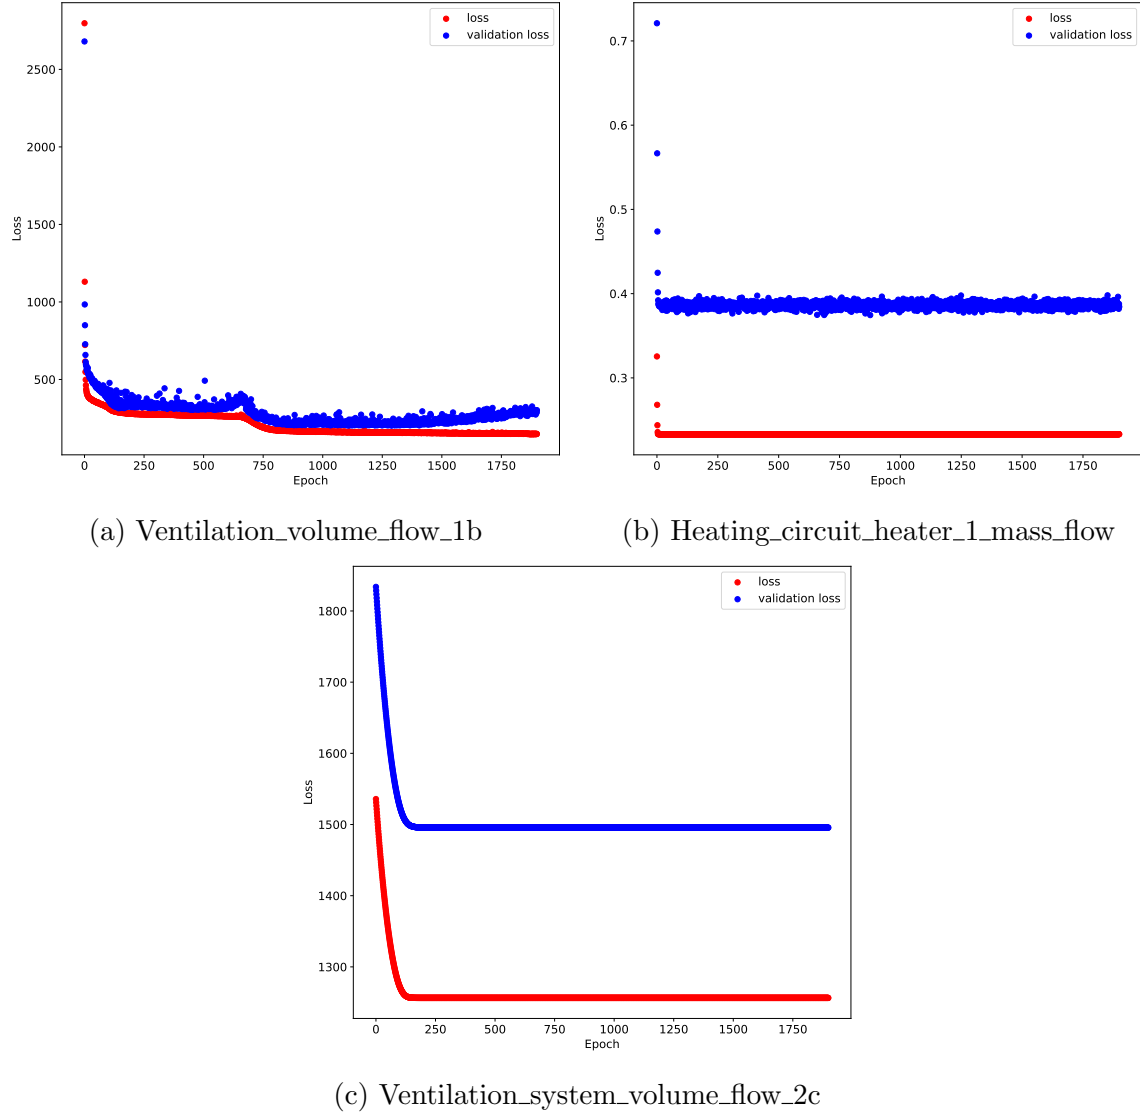 loss
validation loss
2500
2000
1500
1000
500
Loss
0 250 500 750 1000 1250 1500 1750
Epoch
(a) Ventilation_volume_flow_1b
loss
validation loss
0.7
0.6
0.5
0.4
0.3
Loss
0 250 500 750 1000 1250 1500 1750
Epoch
(b) Heating_circuit_heater_1_mass_flow
loss
validation loss
1800
1700
1600
1500
1400
1300
Loss
0 250 500 750 1000 1250 1500 1750
Epoch
(c) Ventilation_system_volume_flow_2c